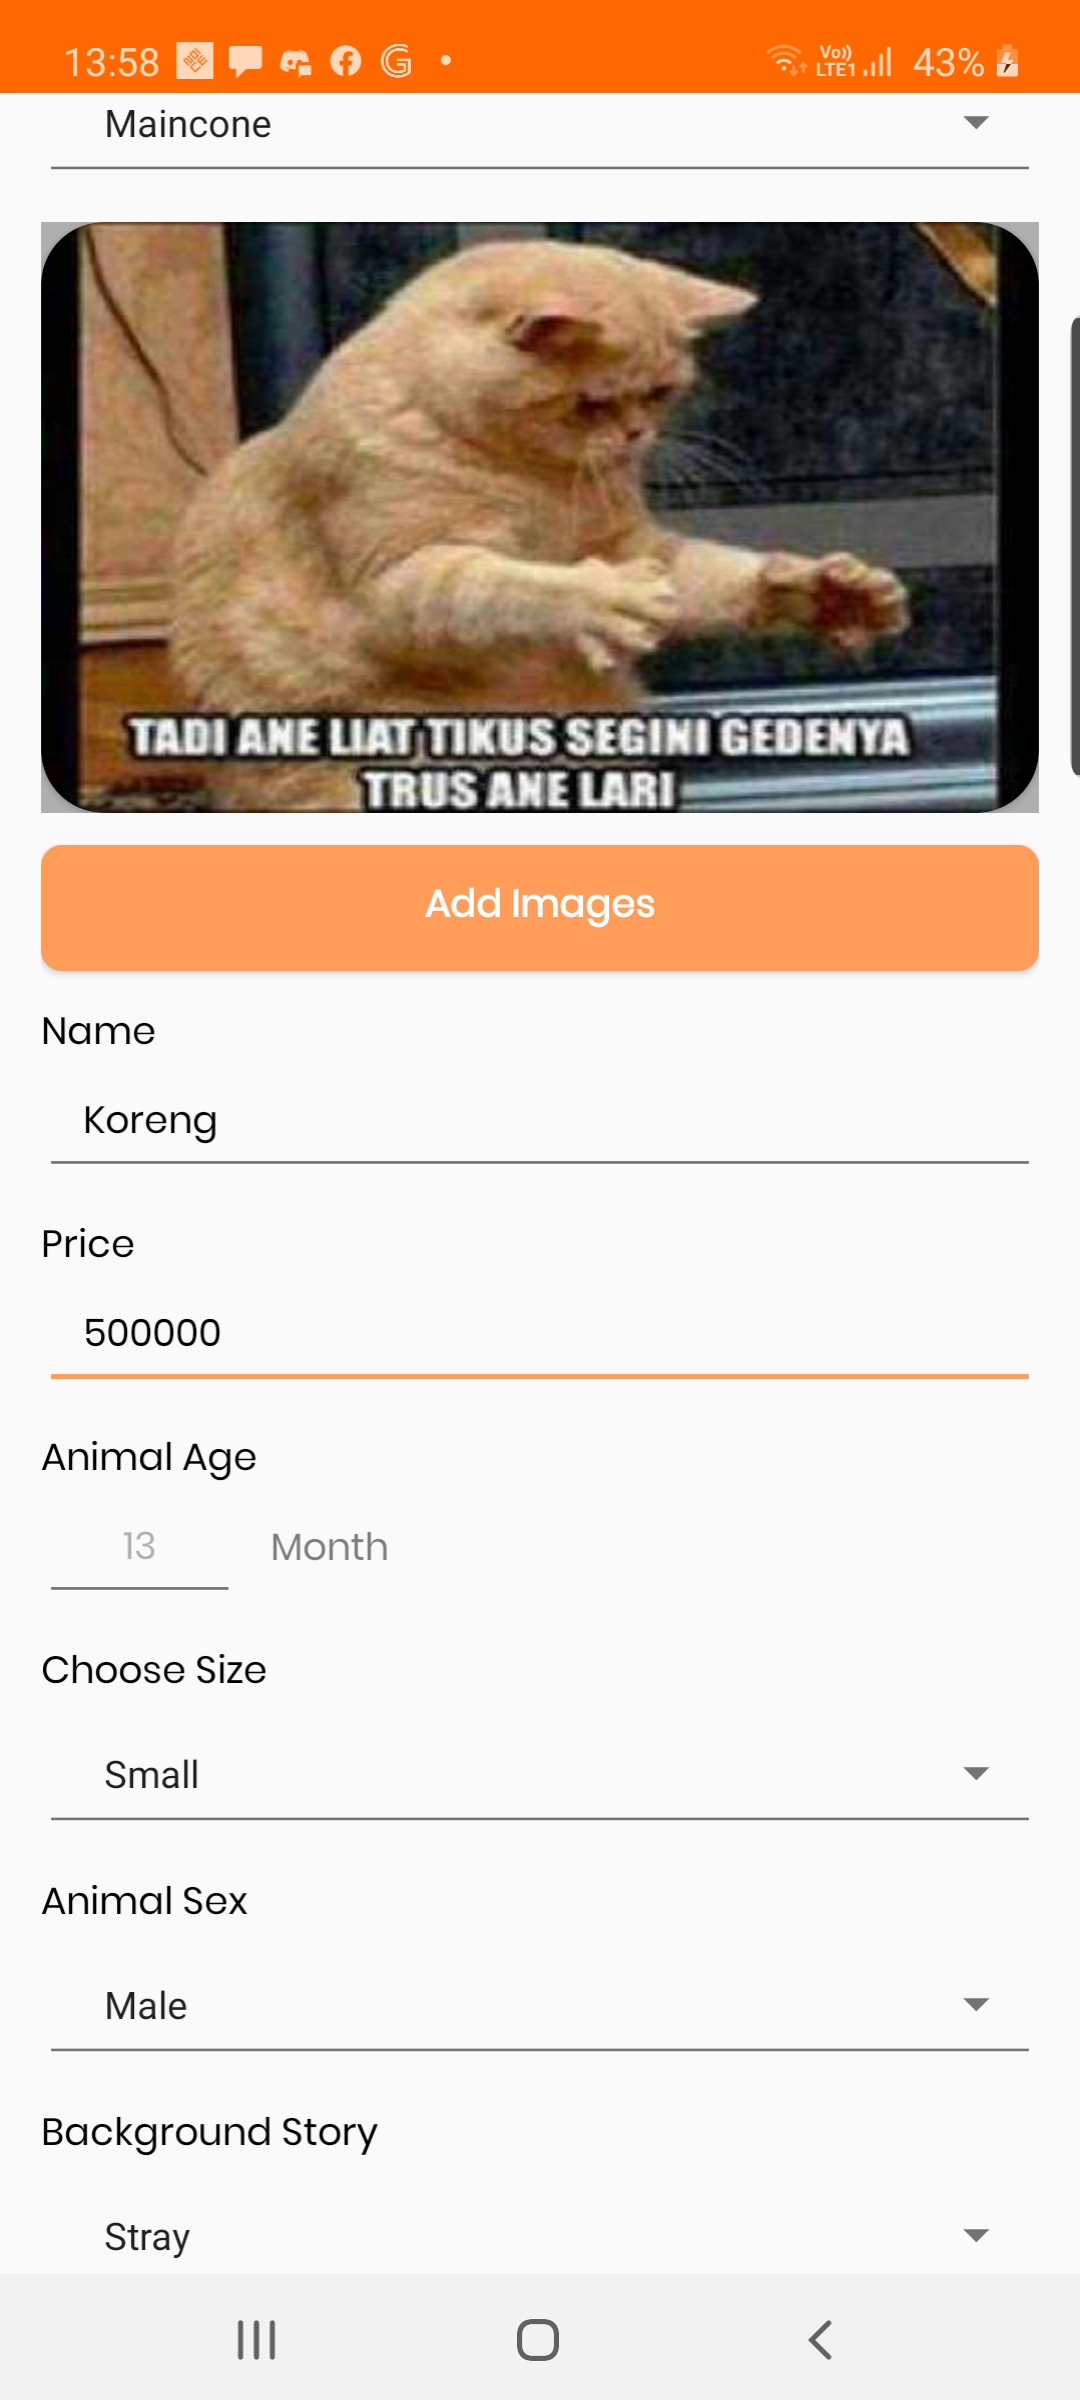 13:58 Vo)) LTE1 43%
Maincone
TADI ANE LIAT TIKUS SEGINI GEDENYA
TRUS ANE LARI
Add Images
Name
Koreng
Price
500000
Animal Age
13 Month
Choose Size
Small
Animal Sex
Male
Background Story
Stray